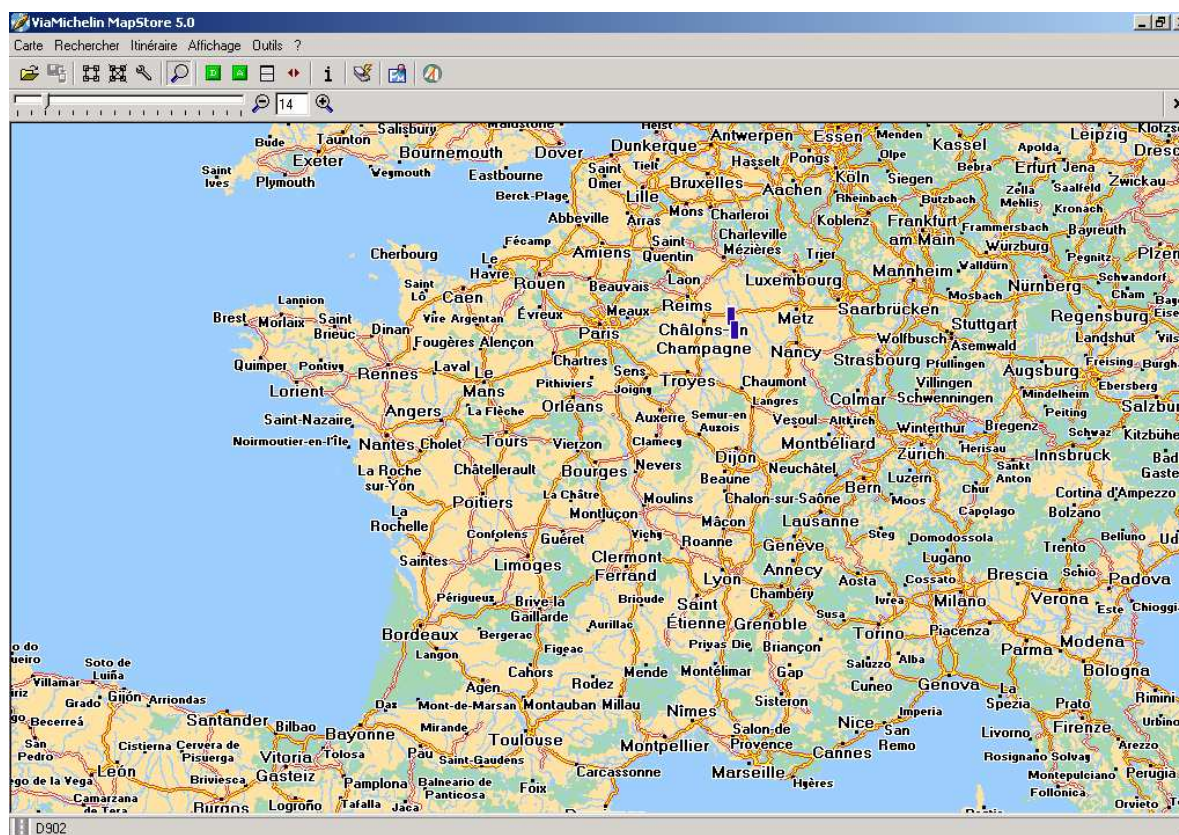 ViaMichelin MapStore 5.0
Carte Rechercher Itinéraire Affichage Outils ?
14
Bude Taunton Salisbury Maidstone
Exeter Bournemouth Dover Dunkerque Antwerpen Essen Menden Kassel Leipzig
Saint Ives Plymouth Weymouth Eastbourne Saint Omer Tielt Hasselt Pongs Olpe Apolda Erfurt Jena
Berck-Plage Lille Bruxelles Aachen Köln Siegen Bebra Zella Mehlis Saalfeld Zwickau
Abbeville Arras Mons Charleroi Koblenz Rheinbach Butzbach Kronach
Cherbourg Fécamp Amiens Saint Quentin Charleville Mézières Trier Frankfurt am Main Frammersbach Bayreuth
Le Havre Rouen Beauvais Laon Luxembourg Mannheim Walldürn Würzburg Pegnitz
Lannion Saint Lô Caen Évreux Meaux Reims Saarbrücken Mosbach Nürnberg Cham Schwandorf
Brest Morlaix Saint Brieuc Dinan Vire Argentan Paris Châlons-en Champagne Metz Stuttgart Regensburg
Quimper Pontivy Rennes Fougères Alençon Chartres Sens Nancy Strasbourg Wolfbusch Asemwald Pfullingen Augsburg Landshut
Lorient Laval Le Mans Pithiviers Joigny Troyes Chaumont Colmar Villingen Schwenningen Mindelheim Freising Ebersberg
Saint-Nazaire Angers La Flèche Orléans Auxerre Semur-en Auxois Langres Vesoul Altkirch Winterthur Bregenz Peiting
Noirmoutier-en-l'Île Nantes Cholet Tours Vierzon Clamecy Dijon Montbéliard Zürich Herisau Schwaz Kitzbühe
La Roche sur-Yon Châtellerault Bourges Nevers Beaune Neuchâtel Bern Luzern Sankt Anton Innsbruck
Poitiers La Châtre Moulins Chalon-sur-Saône Moos Chur Cortina d'Ampezzo
La Rochelle Confolens Guéret Montluçon Vichy Mâcon Lausanne Steg Domodossola Capolago Bolzano
Saintes Limoges Clermont Ferrand Roanne Genève Lugano Trento Belluno
Périgueux Brive-la Gaillarde Brioude Lyon Annecy Aosta Cossato Brescia Schio Padova
Bordeaux Bergerac Aurillac Saint Étienne Chambéry Grenoble Susa Ivrea Milano Verona Este Chioggi
Langon Figeac Privas Die Briançon Torino Piacenza Modena
Soto de Luiña Cahors Mende Montélimar Gap Saluzzo Alba Parma Bologna
Villamar Grado Gijón Arriondas Agen Rodez Cuneo Genova La Spezia Rimini
Becerreá Santander Bilbao Dax Mont-de-Marsan Montauban Millau Nîmes Sisteron Imperia Prato Urbino
San Pedro Cistierna Cervera de Pisuerga Vitoria Gasteiz Tolosa Bayonne Mirande Toulouse Montpellier Salon-de Provence Nice San Remo Livorno Firenze Arezzo
León Briviesca Pamplona Pau Saint-Gaudens Carcassonne Marseille Cannes Rosignano Solvay
Camarzana de Tera Burgos Logroño Tafalla Jaca Balneario de Panticosa Foix Hyères Montepulciano Perugia
Follonica Orvieto
D902